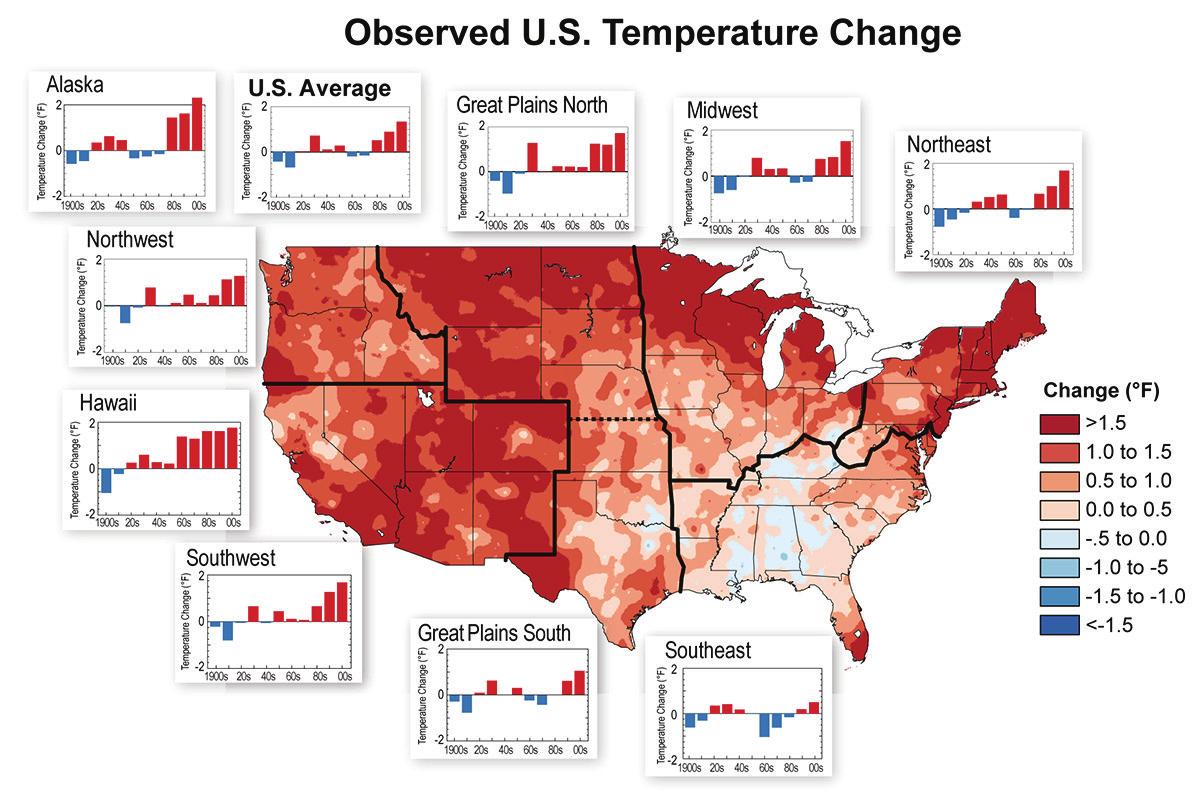 Observed U.S. Temperature Change
Alaska
Temperature Change (°F)
2
0
-2
1900s 20s 40s 60s 80s 00s
U.S. Average
Temperature Change (°F)
2
0
-2
1900s 20s 40s 60s 80s 00s
Great Plains North
Temperature Change (°F)
2
0
-2
1900s 20s 40s 60s 80s 00s
Midwest
Temperature Change (°F)
2
0
-2
1900s 20s 40s 60s 80s 00s
Northeast
Temperature Change (°F)
2
0
-2
1900s 20s 40s 60s 80s 00s
Northwest
Temperature Change (°F)
2
0
-2
1900s 20s 40s 60s 80s 00s
Hawaii
Temperature Change (°F)
2
0
-2
1900s 20s 40s 60s 80s 00s
Southwest
Temperature Change (°F)
2
0
-2
1900s 20s 40s 60s 80s 00s
Great Plains South
Temperature Change (°F)
2
0
-2
1900s 20s 40s 60s 80s 00s
Southeast
Temperature Change (°F)
2
0
-2
1900s 20s 40s 60s 80s 00s
Change (°F)
>1.5
1.0 to 1.5
0.5 to 1.0
0.0 to 0.5
-.5 to 0.0
-1.0 to -5
-1.5 to -1.0
<-1.5